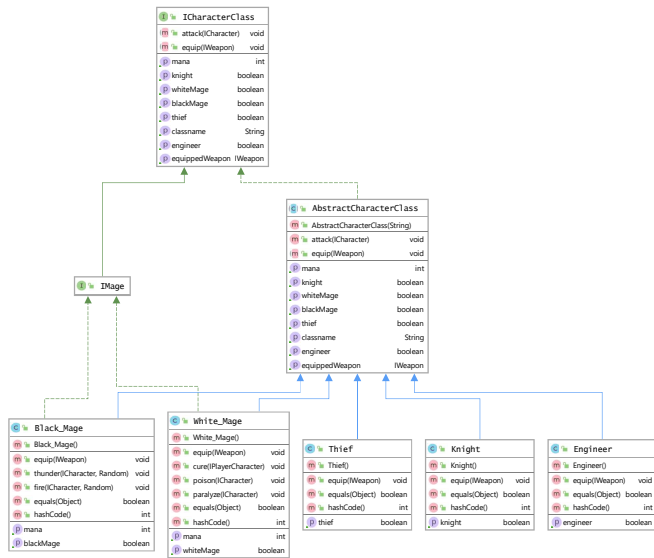 ICharacterClass
attack(ICharacter) void
equip(IWeapon) void
mana int
knight boolean
whiteMage boolean
blackMage boolean
thief boolean
classname String
engineer boolean
equippedWeapon IWeapon
AbstractCharacterClass
AbstractCharacterClass(String)
attack(ICharacter) void
equip(IWeapon) void
mana int
knight boolean
whiteMage boolean
blackMage boolean
thief boolean
classname String
engineer boolean
equippedWeapon IWeapon
IMage
Black_Mage
Black_Mage()
equip(IWeapon) void
thunder(ICharacter, Random) void
fire(ICharacter, Random) void
equals(Object) boolean
hashCode() int
mana int
blackMage boolean
White_Mage
White_Mage()
equip(IWeapon) void
cure(IPlayerCharacter) void
poison(ICharacter) void
paralyze(ICharacter) void
equals(Object) boolean
hashCode() int
mana int
whiteMage boolean
Thief
Thief()
equip(IWeapon) void
equals(Object) boolean
hashCode() int
thief boolean
Knight
Knight()
equip(IWeapon) void
equals(Object) boolean
hashCode() int
knight boolean
Engineer
Engineer()
equip(IWeapon) void
equals(Object) boolean
hashCode() int
engineer boolean